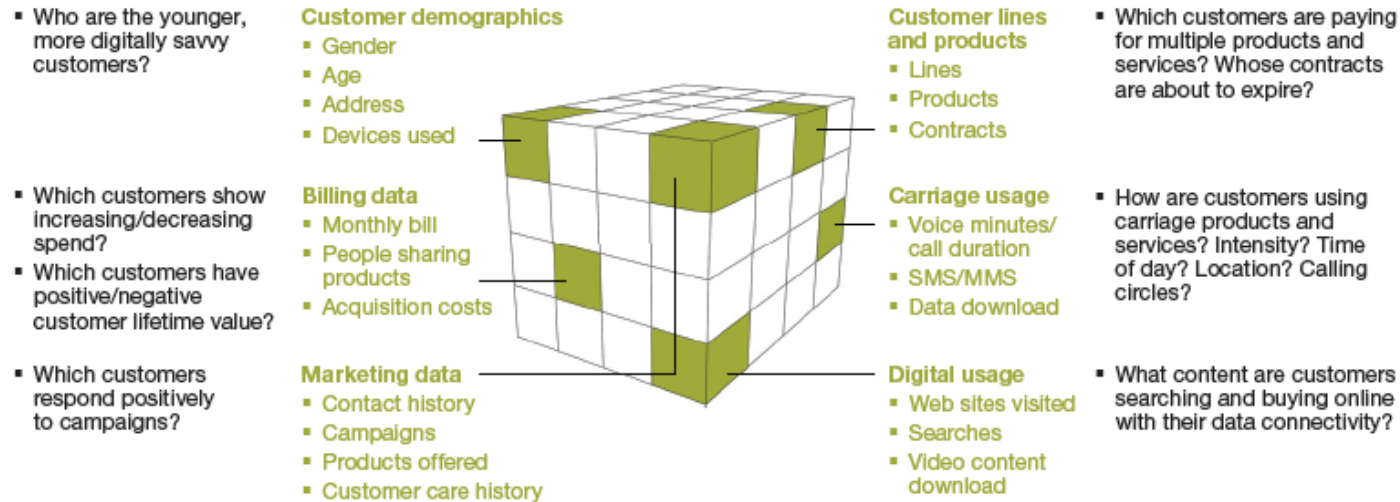 ▪ Who are the younger,
more digitally savvy
customers?
▪ Which customers show
increasing/decreasing
spend?
▪ Which customers have
positive/negative
customer lifetime value?
▪ Which customers
respond positively
to campaigns?
Customer demographics
▪ Gender
▪ Age
▪ Address
▪ Devices used
Billing data
▪ Monthly bill
▪ People sharing
products
▪ Acquisition costs
Marketing data
▪ Contact history
▪ Campaigns
▪ Products offered
▪ Customer care history
Customer lines
and products
▪ Lines
▪ Products
▪ Contracts
Carriage usage
▪ Voice minutes/
call duration
▪ SMS/MMS
▪ Data download
Digital usage
▪ Web sites visited
▪ Searches
▪ Video content
download
▪ Which customers are paying
for multiple products and
services? Whose contracts
are about to expire?
▪ How are customers using
carriage products and
services? Intensity? Time
of day? Location? Calling
circles?
▪ What content are customers
searching and buying online
with their data connectivity?